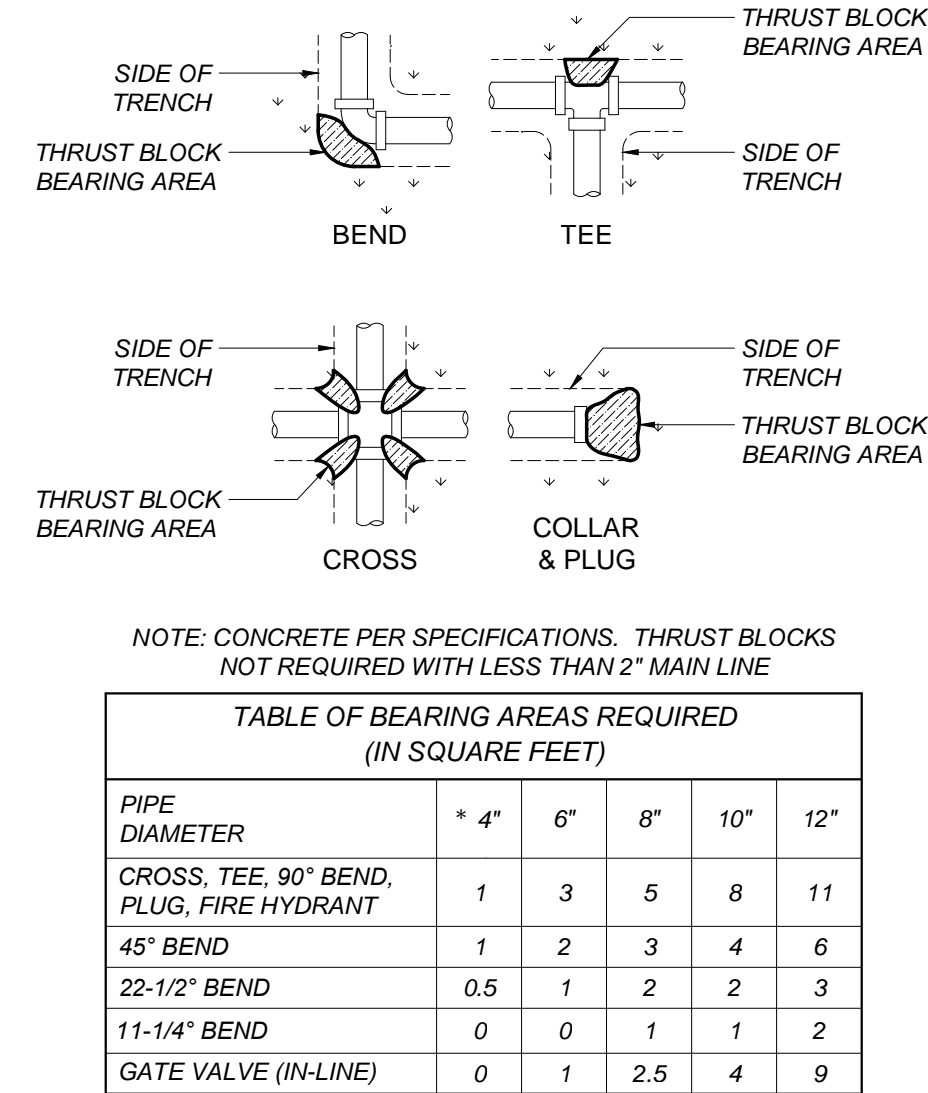 THRUST BLOCK
BEARING AREA
SIDE OF
TRENCH
THRUST BLOCK
BEARING AREA
SIDE OF
TRENCH
BEND
TEE
SIDE OF
TRENCH
SIDE OF
TRENCH
THRUST BLOCK
BEARING AREA
THRUST BLOCK
BEARING AREA
CROSS
COLLAR
& PLUG
NOTE: CONCRETE PER SPECIFICATIONS. THRUST BLOCKS
NOT REQUIRED WITH LESS THAN 2" MAIN LINE
TABLE OF BEARING AREAS REQUIRED
(IN SQUARE FEET)
PIPE
DIAMETER
* 4" 6" 8" 10" 12"
CROSS, TEE, 90° BEND,
PLUG, FIRE HYDRANT
1 3 5 8 11
45° BEND 1 2 3 4 6
22-1/2° BEND 0.5 1 2 2 3
11-1/4° BEND 0 0 1 1 2
GATE VALVE (IN-LINE) 0 1 2.5 4 9